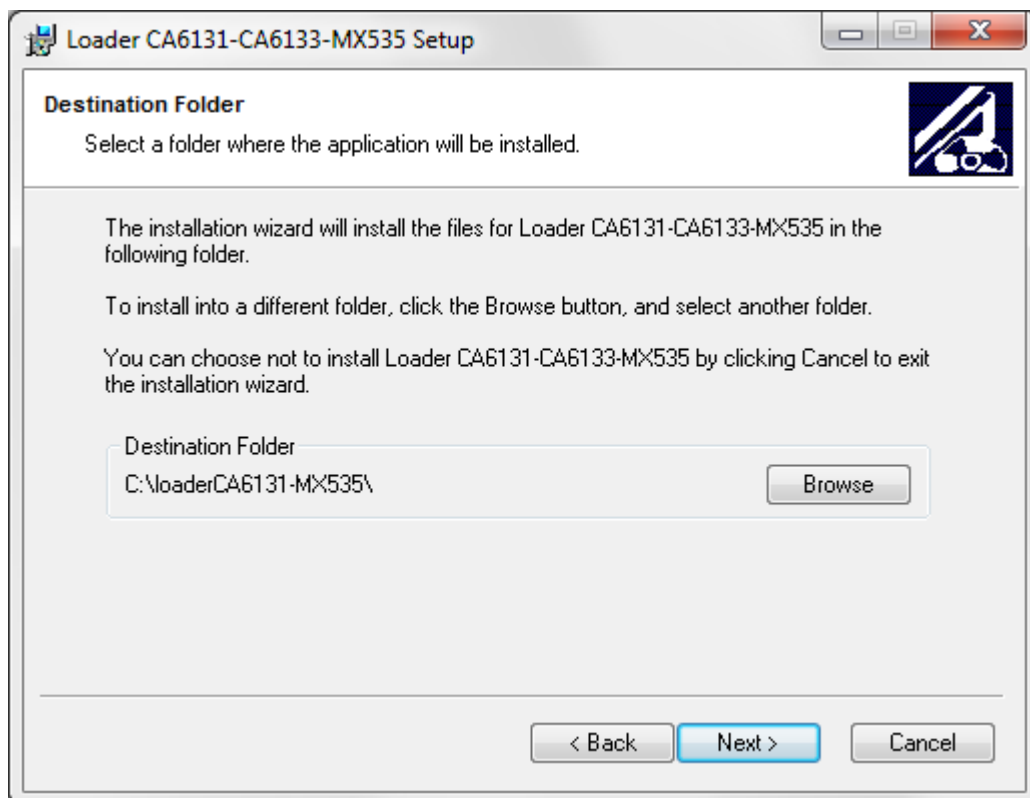 Loader CA6131-CA6133-MX535 Setup
Destination Folder
Select a folder where the application will be installed.
The installation wizard will install the files for Loader CA6131-CA6133-MX535 in the
following folder.
To install into a different folder, click the Browse button, and select another folder.
You can choose not to install Loader CA6131-CA6133-MX535 by clicking Cancel to exit
the installation wizard.
Destination Folder
C:\loaderCA6131-MX535\
Browse
< Back
Next >
Cancel